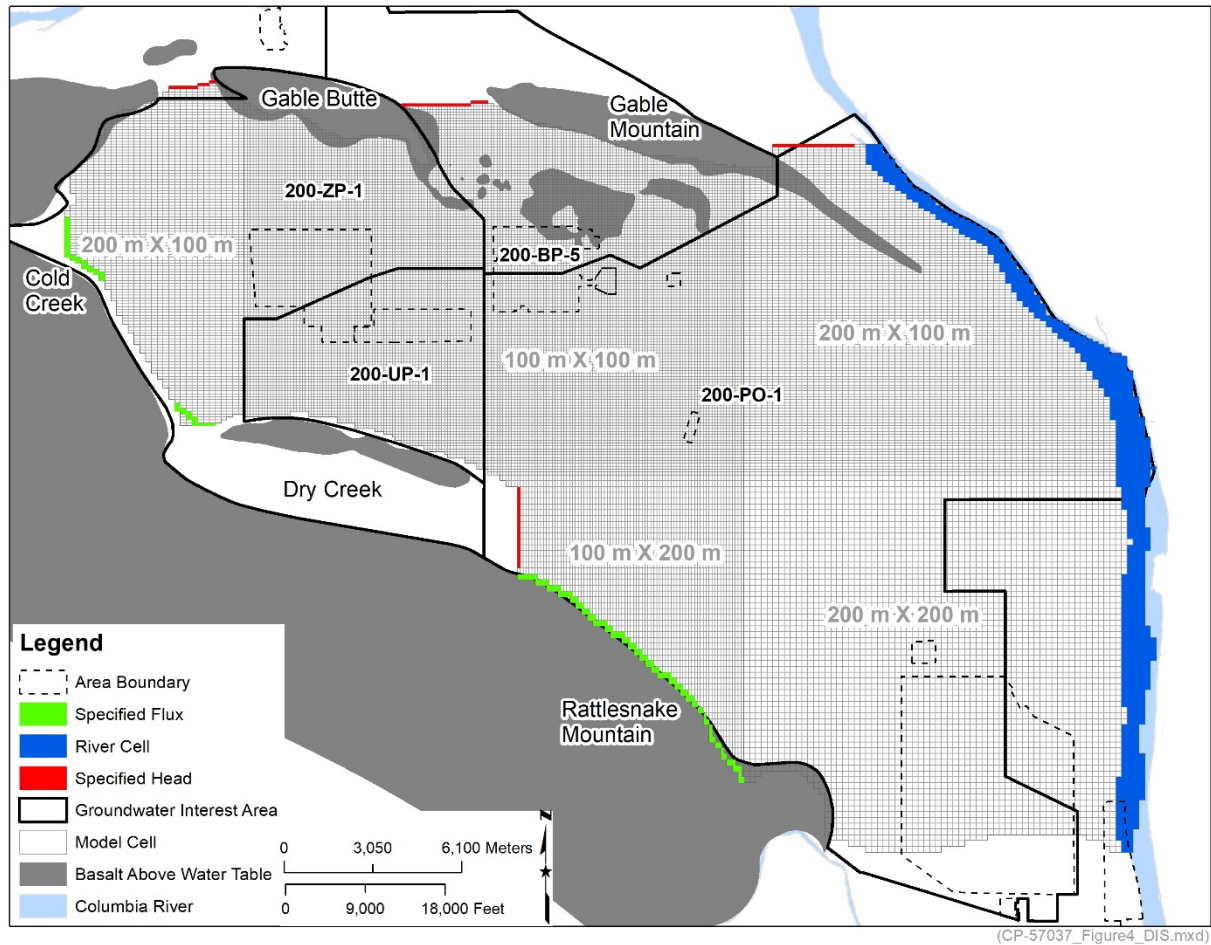 Gable Butte
Gable
Mountain
200-ZP-1
200 m X 100 m
200-BP-5
Cold
Creek
200 m X 100 m
100 m X 100 m
200-UP-1
200-PO-1
Dry Creek
100 m X 200 m
200 m X 200 m
Rattlesnake
Mountain
Legend
Area Boundary
Specified Flux
River Cell
Specified Head
Groundwater Interest Area
Model Cell
Basalt Above Water Table
Columbia River
0 3,050 6,100 Meters
0 9,000 18,000 Feet
(CP-57037_Figure4_DIS.mxd)